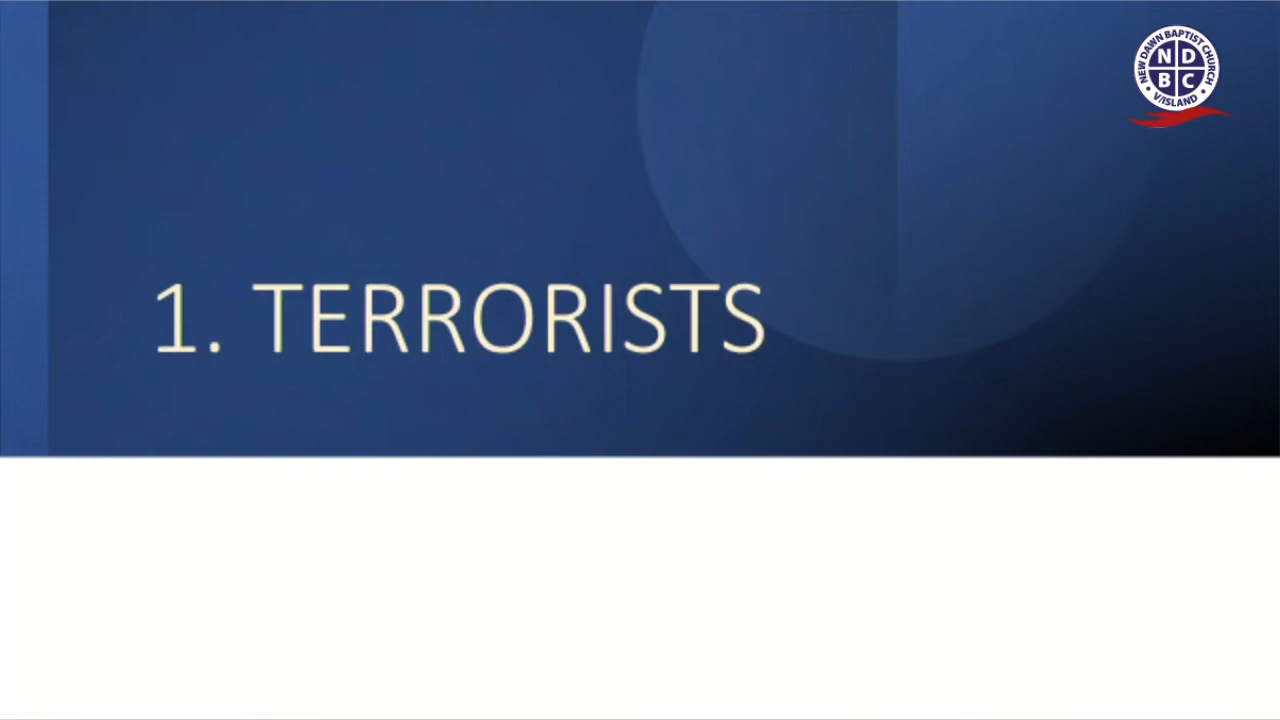 1. TERRORISTS
NEW DAWN BAPTIST CHURCH
N D
B C
• V/ISLAND •